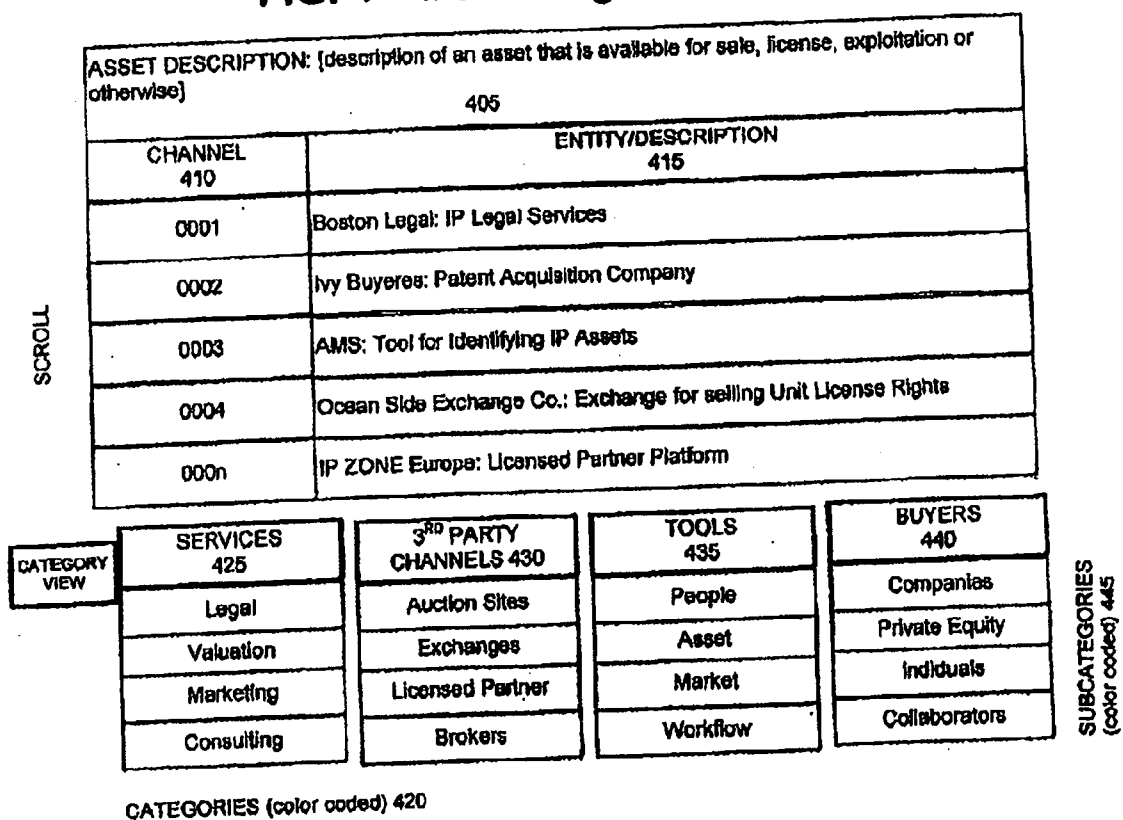 ASSET DESCRIPTION: [description of an asset that is available for sale, license, exploitation or
otherwise]
405
CHANNEL
410
ENTITY/DESCRIPTION
415
0001
Boston Legal: IP Legal Services
0002
Ivy Buyeres: Patent Acquisition Company
0003
AMS: Tool for Identifying IP Assets
0004
Ocean Side Exchange Co.: Exchange for selling Unit License Rights
000n
IP ZONE Europe: Licensed Partner Platform
SCROLL
CATEGORY
VIEW
SERVICES
425
Legal
Valuation
Marketing
Consulting
3RD PARTY
CHANNELS 430
Auction Sites
Exchanges
Licensed Partner
Brokers
TOOLS
435
People
Asset
Market
Workflow
BUYERS
440
Companies
Private Equity
Indiduals
Collaborators
SUBCATEGORIES
(color coded) 445
CATEGORIES (color coded) 420